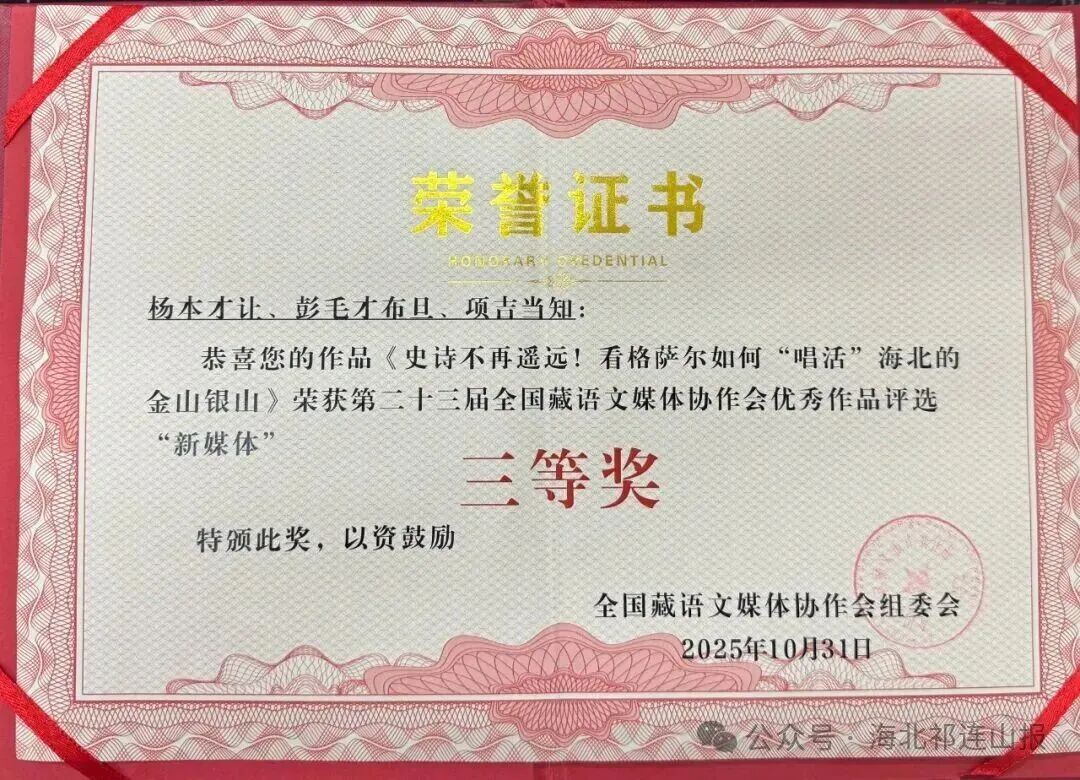 荣誉证书
HONORARY CREDENTIAL
杨本才让、彭毛才布旦、项吉当知：
恭喜您的作品《史诗不再遥远！看格萨尔如何“唱活”海北的
金山银山》荣获第二十三届全国藏语文媒体协作会优秀作品评选
“新媒体”
三等奖
特颁此奖，以资鼓励
全国藏语文媒体协作会组委会
2025年10月31日
公众号·海北祁连山报